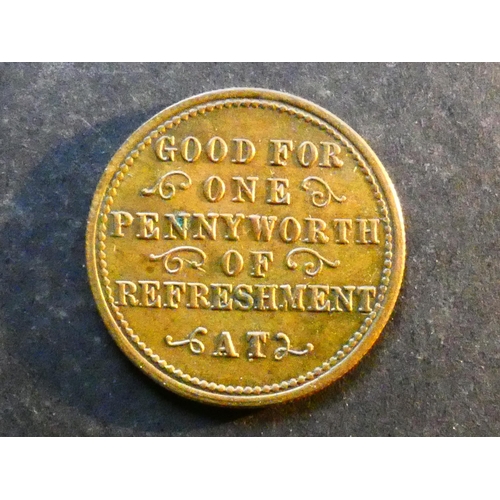 GOOD FOR
ONE
PENNYWORTH
OF
REFRESHMENT
AT